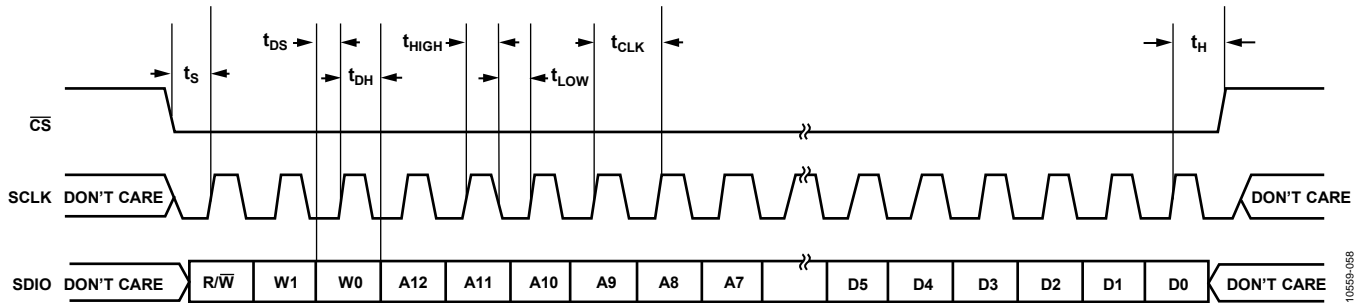 tDS
tHIGH
tCLK
tH
tS
tDH
tLOW
CS
SCLK DON'T CARE DON'T CARE
SDIO DON'T CARE R/W W1 W0 A12 A11 A10 A9 A8 A7 D5 D4 D3 D2 D1 D0 DON'T CARE
10559-058